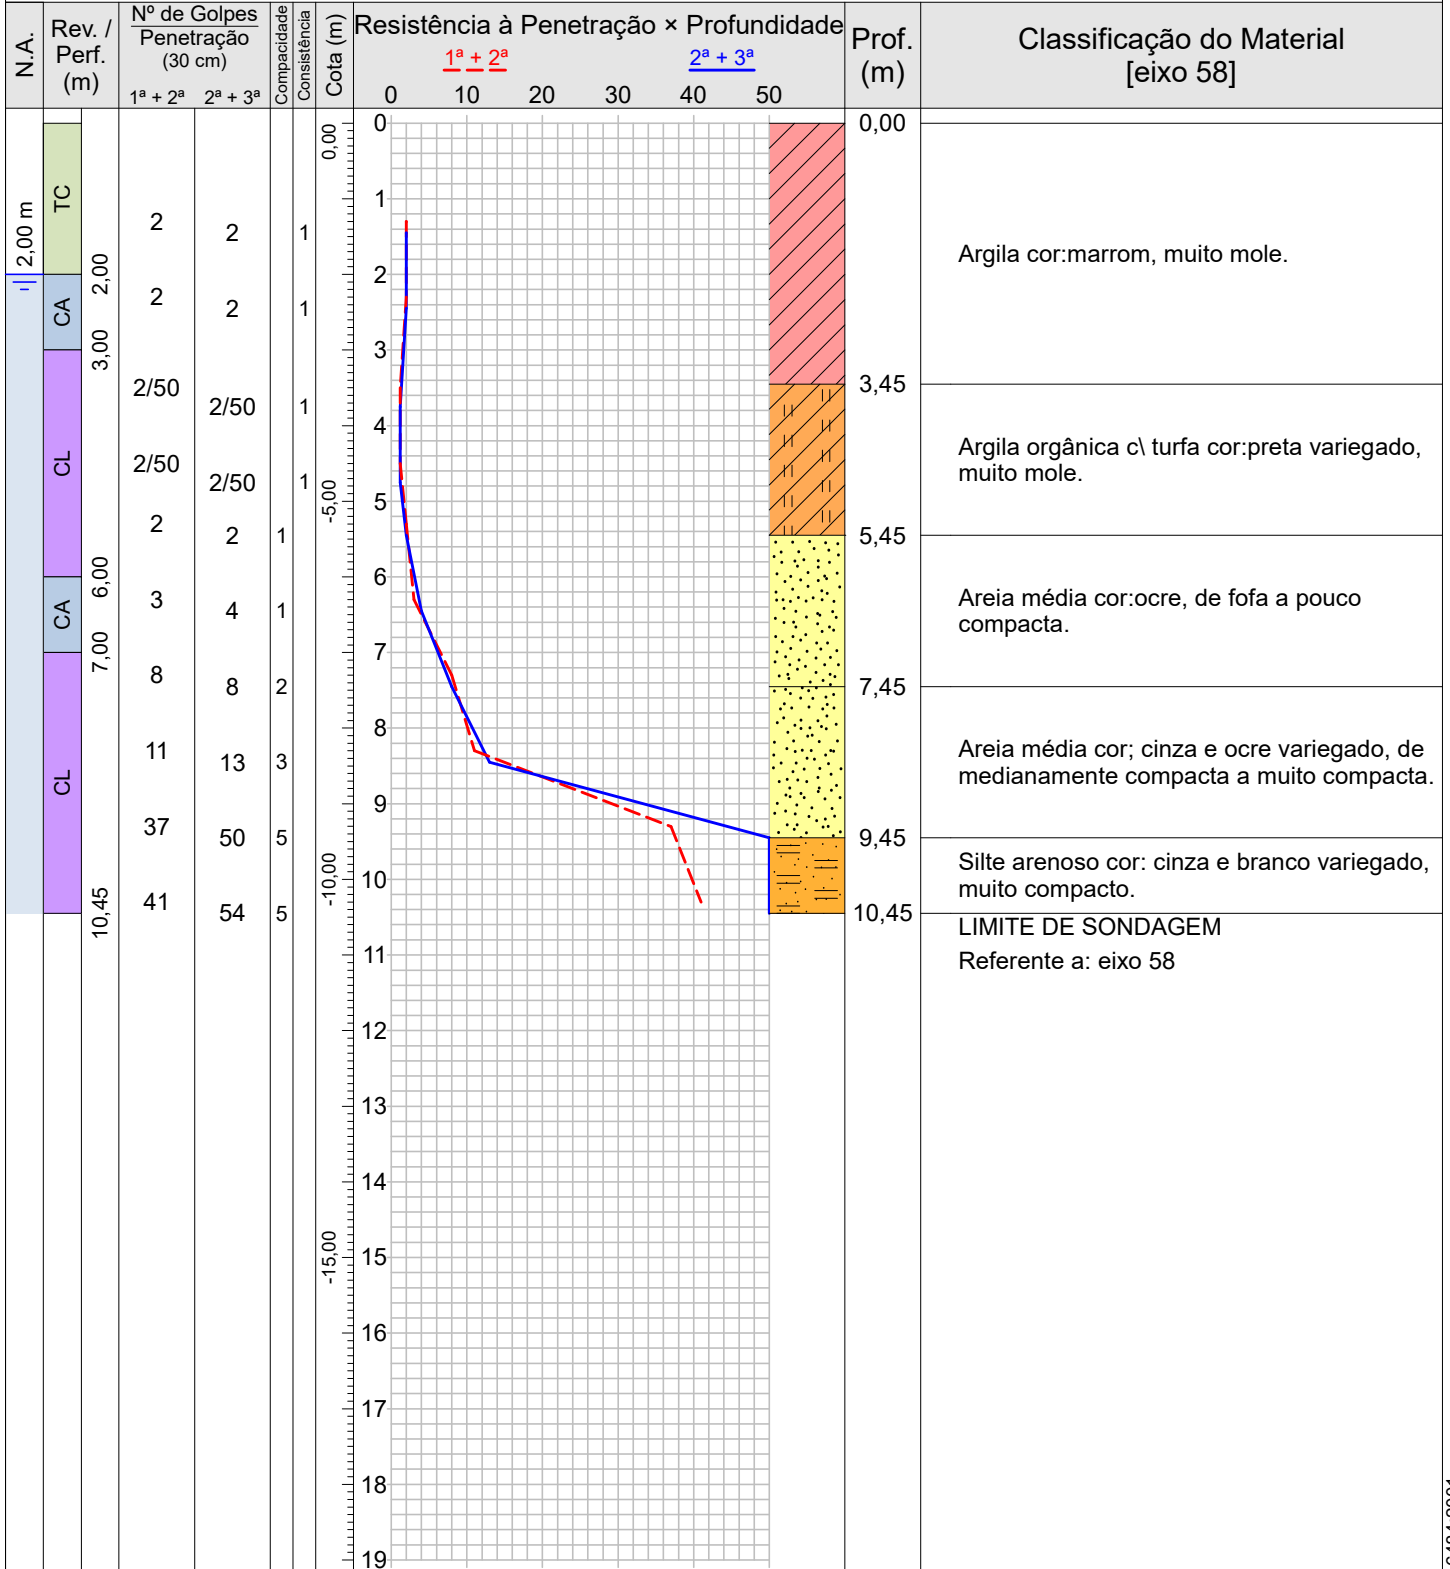 N.A.
Rev. / Perf. (m)
Nº de Golpes
Penetração
(30 cm)
1ª + 2ª 2ª + 3ª
Compacidade
Consistência
Cota (m)
Resistência à Penetração × Profundidade
1ª + 2ª 2ª + 3ª
0 10 20 30 40 50
Prof. (m)
Classificação do Material
[eixo 58]
2,00 m
TC
2,00
CA
3,00
CL
6,00
CA
7,00
CL
10,45
2 2 1
2 2 1
2/50 2/50 1
2/50 2/50 1
2 2 1
3 4 1
8 8 2
11 13 3
37 50 5
41 54 5
0,00
-5,00
-10,00
-15,00
0
1
2
3
4
5
6
7
8
9
10
11
12
13
14
15
16
17
18
19
0,00
Argila cor:marrom, muito mole.
3,45
Argila orgânica c\ turfa cor:preta variegado,
muito mole.
5,45
Areia média cor:ocre, de fofa a pouco
compacta.
7,45
Areia média cor; cinza e ocre variegado, de
medianamente compacta a muito compacta.
9,45
Silte arenoso cor: cinza e branco variegado,
muito compacto.
10,45
LIMITE DE SONDAGEM
Referente a: eixo 58